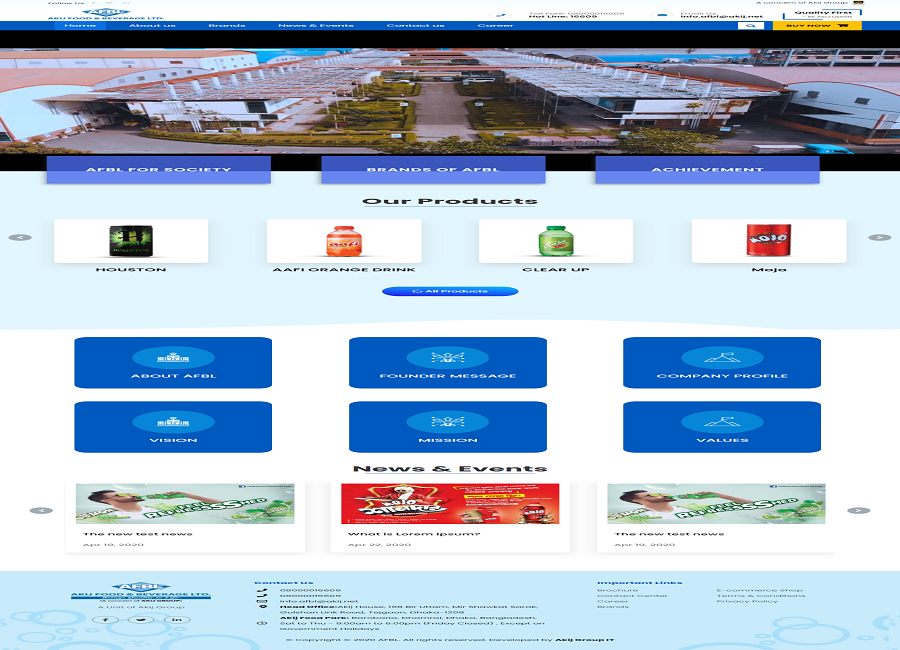 Follow Us
A concern of Akij Group
AFBL
AKIJ FOOD & BEVERAGE LTD.
Toll Free: 08000016609
Hot Line: 16609
Email Us:
info.afbl@akij.net
Quality First
Home About us Brands News & Events Contact us Career
BUY NOW
AFBL FOR SOCIETY BRANDS OF AFBL ACHIEVEMENT
Our Products
HOUSTON AAFI ORANGE DRINK CLEAR UP Mojo
All Products
ABOUT AFBL FOUNDER MESSAGE COMPANY PROFILE
VISION MISSION VALUES
News & Events
The new test news What is Lorem Ipsum? The new test news
Apr 19, 2020 Apr 22, 2020 Apr 19, 2020
AFBL
AKIJ FOOD & BEVERAGE LTD.
A Unit of Akij Group
Contact Us
08000016609
08000016609
info.afbl@akij.net
Head Office: Akij House, 198 Bir Uttam, Mir Shawkat Sarak,
Gulshan Link Road, Tejgaon, Dhaka-1208
Akij Food Park: Barobaria, Dhamrai, Dhaka, Bangladesh.
Sat to Thu - 9:00am to 6:00pm (Friday Closed) , Except on
Government Holidays
Important Links
Brochure E-commerce Shop
Contact Center Terms & Conditions
Career Privacy Policy
Brands
© Copyright © 2020 AFBL. All rights reserved. Developed by Akij Group IT